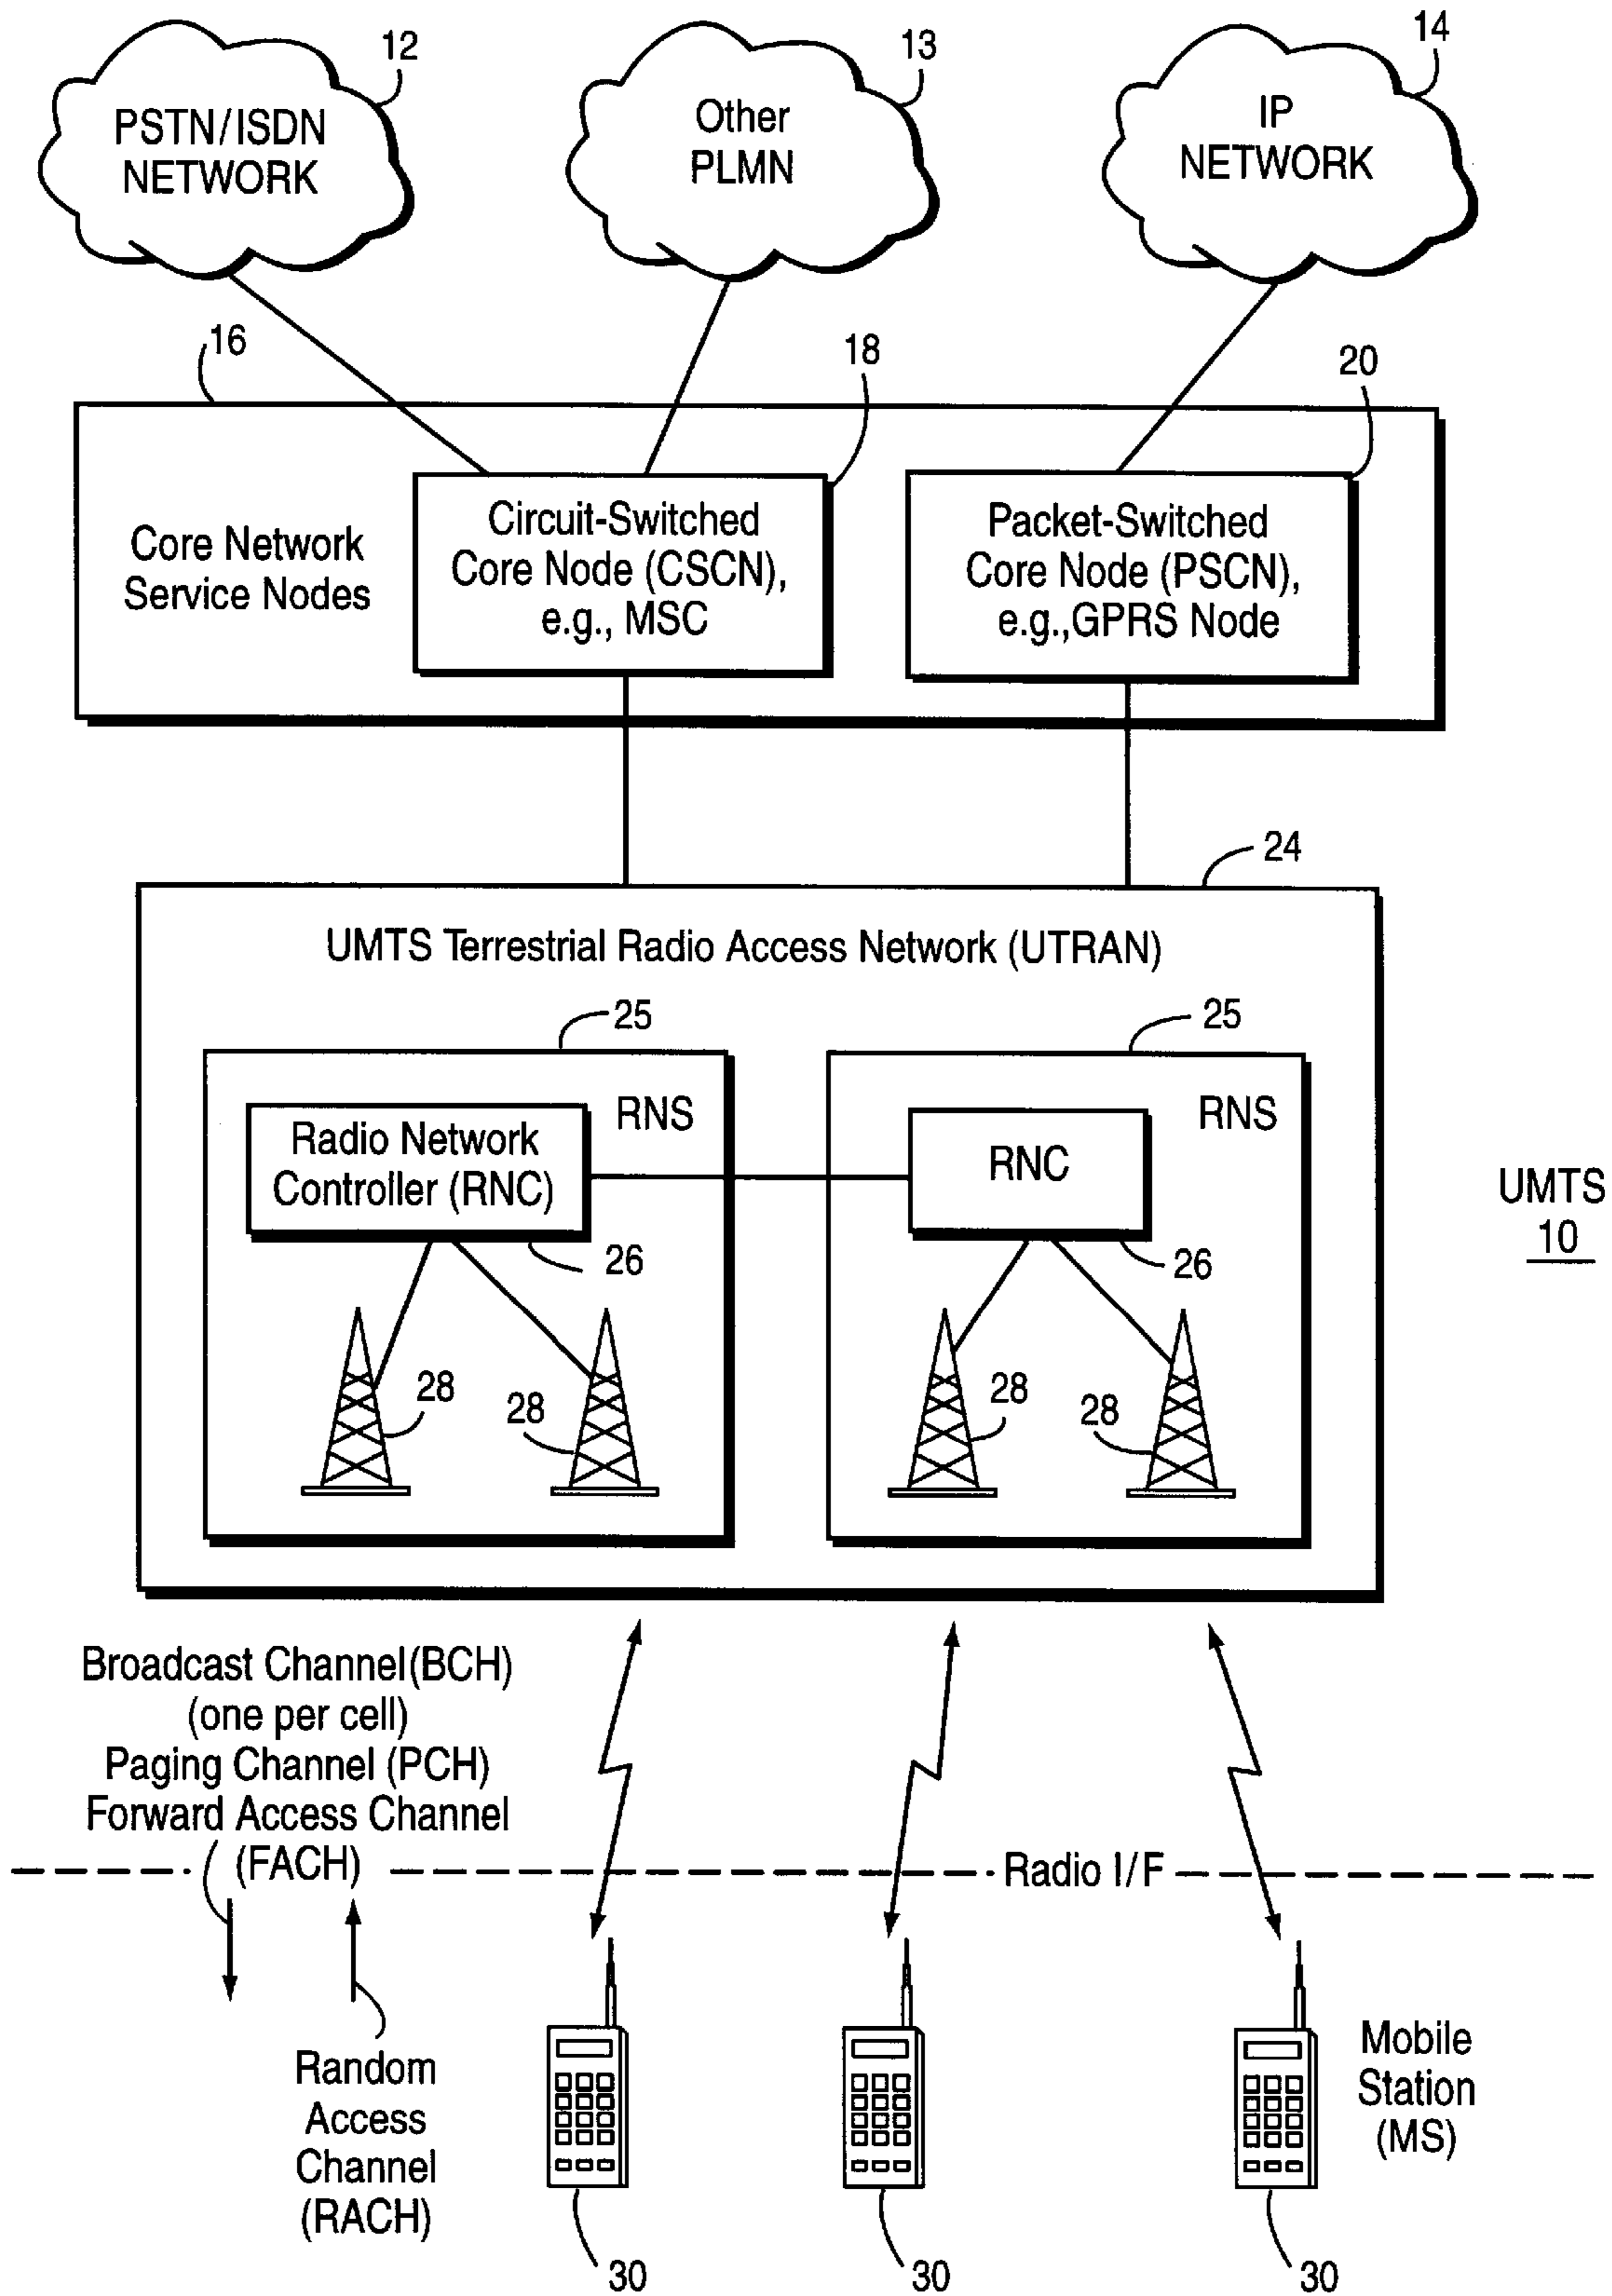 12
13
14
PSTN/ISDN
NETWORK
Other
PLMN
IP
NETWORK
16
18
20
Core Network
Service Nodes
Circuit-Switched
Core Node (CSCN),
e.g., MSC
Packet-Switched
Core Node (PSCN),
e.g.,GPRS Node
24
UMTS Terrestrial Radio Access Network (UTRAN)
25
25
RNS
Radio Network
Controller (RNC)
RNS
RNC
UMTS
10
26
26
28
28
28
28
Broadcast Channel(BCH)
(one per cell)
Paging Channel (PCH)
Forward Access Channel
(FACH)
Radio I/F
Random
Access
Channel
(RACH)
Mobile
Station
(MS)
30
30
30